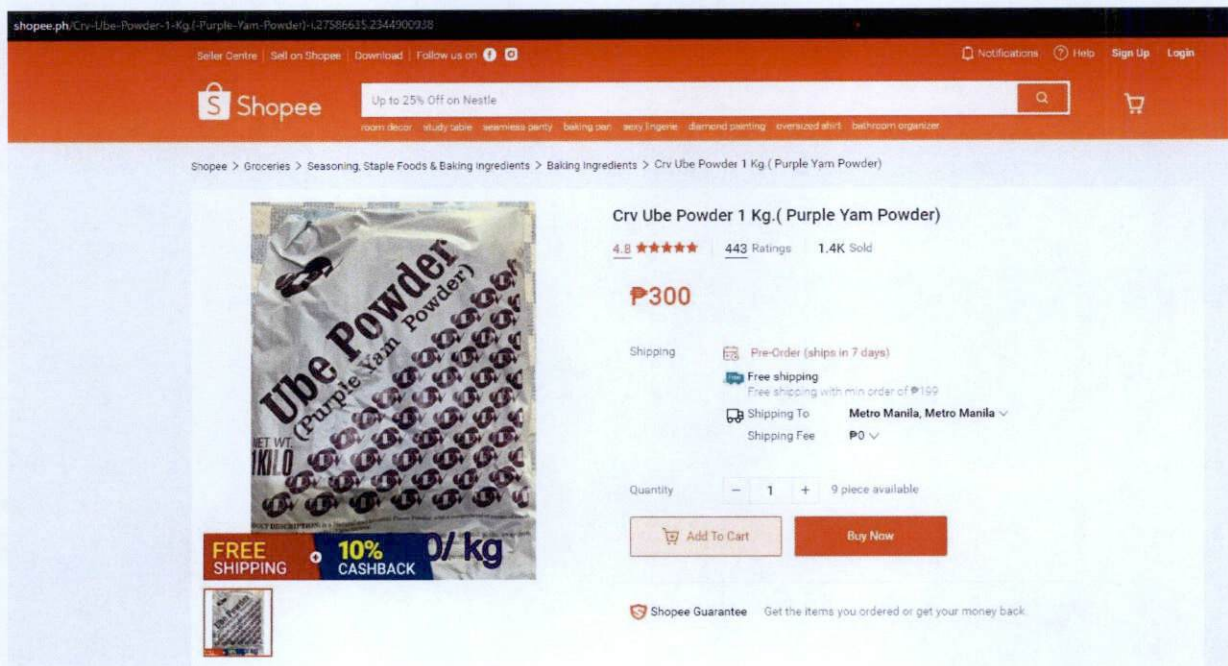 shopee.ph/Crv-Ube-Powder-1-Kg.(-Purple-Yam-Powder)-i.27586635.2344900938
Seller Centre | Sell on Shopee | Download | Follow us on
Notifications Help Sign Up Login
Shopee
Up to 25% Off on Nestle
room decor study table seamless panty baking pan sexy lingerie diamond painting oversized shirt bathroom organizer
Shopee > Groceries > Seasoning, Staple Foods & Baking Ingredients > Baking Ingredients > Crv Ube Powder 1 Kg.( Purple Yam Powder)
Crv Ube Powder 1 Kg.( Purple Yam Powder)
4.8 443 Ratings 1.4K Sold
₱300
Shipping Pre-Order (ships in 7 days)
Free shipping
Free shipping with min order of ₱199
Shipping To Metro Manila, Metro Manila
Shipping Fee ₱0
Quantity - 1 + 9 piece available
Add To Cart Buy Now
Shopee Guarantee Get the items you ordered or get your money back.
Ube Powder
(Purple Yam Powder)
NET WT.
1 KILO
0/ kg
FREE SHIPPING + 10% CASHBACK
Ube Powder